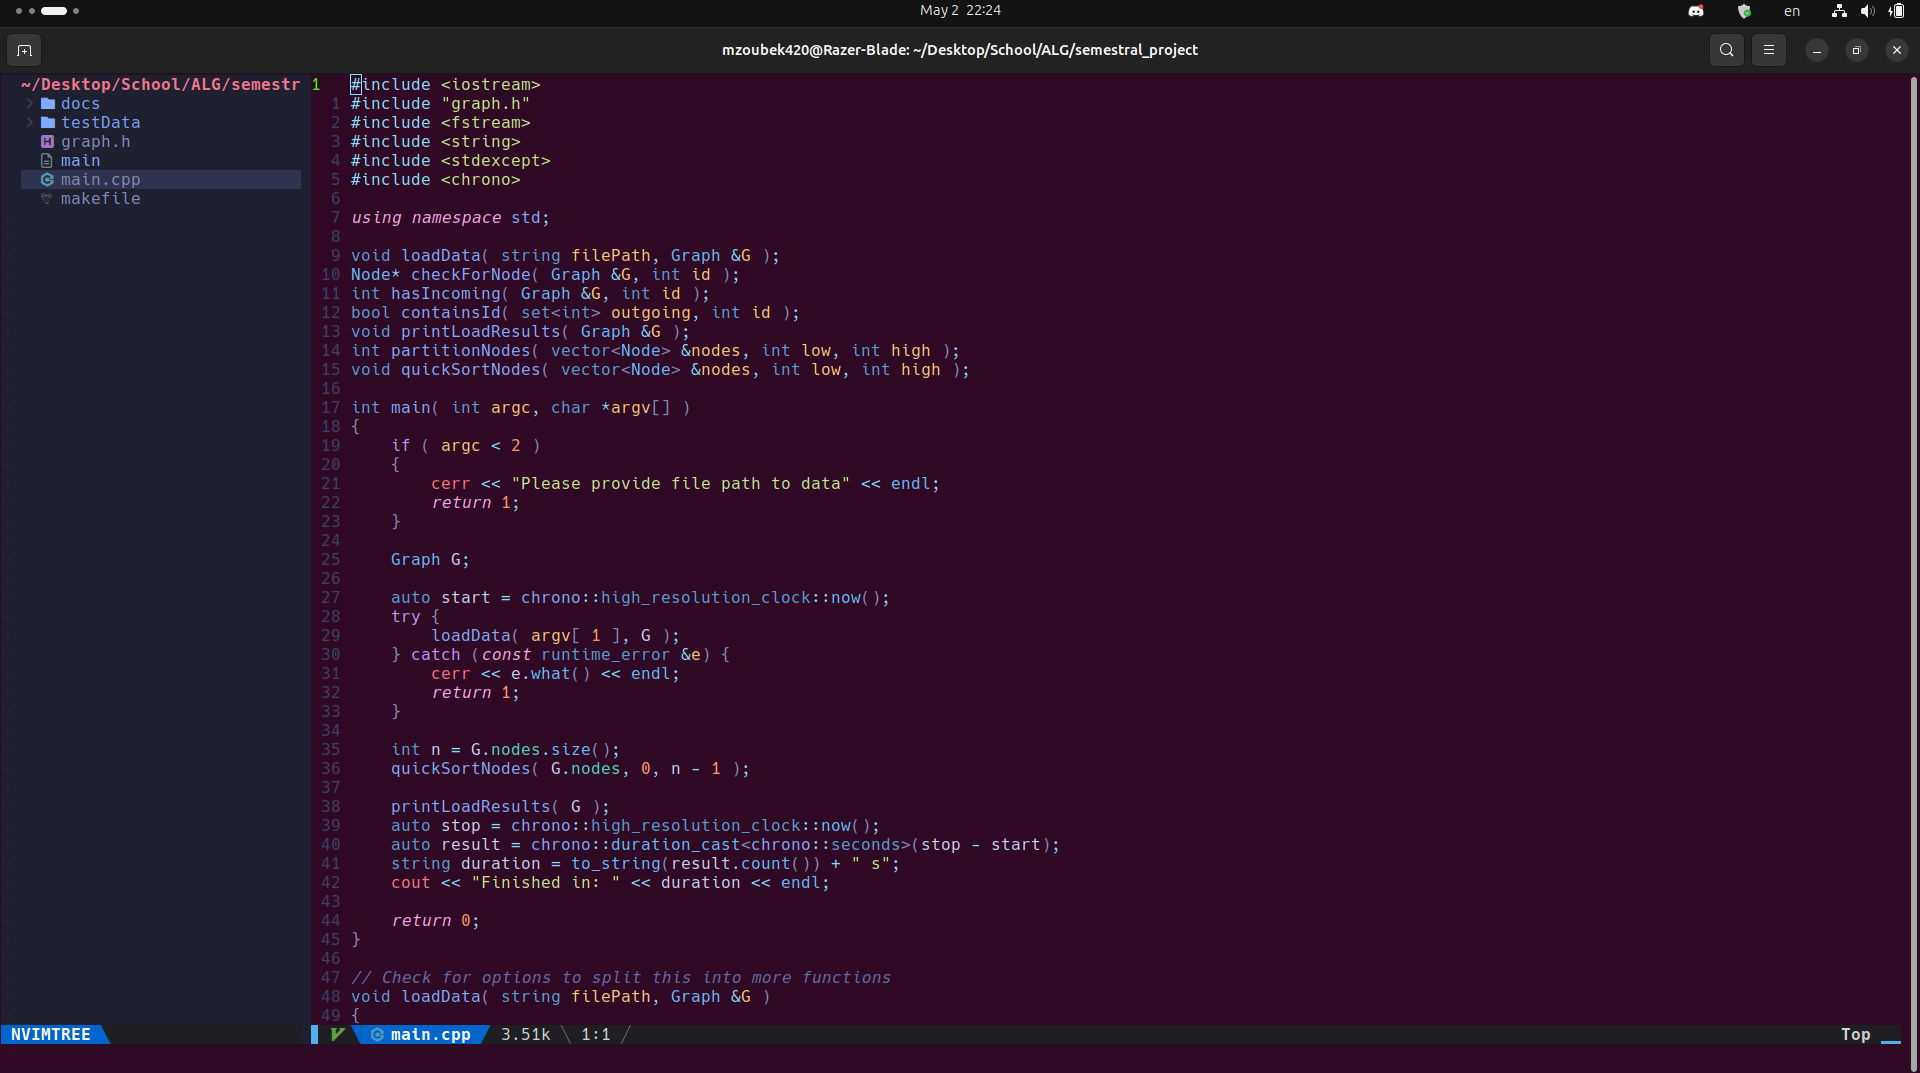 May 2 22:24
en
mzoubek420@Razer-Blade: ~/Desktop/School/ALG/semestral_project
~/Desktop/School/ALG/semestr
docs
testData
graph.h
main
main.cpp
makefile
1 #include <iostream>
1 #include "graph.h"
2 #include <fstream>
3 #include <string>
4 #include <stdexcept>
5 #include <chrono>
6
7 using namespace std;
8
9 void loadData( string filePath, Graph &G );
10 Node* checkForNode( Graph &G, int id );
11 int hasIncoming( Graph &G, int id );
12 bool containsId( set<int> outgoing, int id );
13 void printLoadResults( Graph &G );
14 int partitionNodes( vector<Node> &nodes, int low, int high );
15 void quickSortNodes( vector<Node> &nodes, int low, int high );
16
17 int main( int argc, char *argv[] )
18 {
19     if ( argc < 2 )
20     {
21         cerr << "Please provide file path to data" << endl;
22         return 1;
23     }
24
25     Graph G;
26
27     auto start = chrono::high_resolution_clock::now();
28     try {
29         loadData( argv[ 1 ], G );
30     } catch (const runtime_error &e) {
31         cerr << e.what() << endl;
32         return 1;
33     }
34
35     int n = G.nodes.size();
36     quickSortNodes( G.nodes, 0, n - 1 );
37
38     printLoadResults( G );
39     auto stop = chrono::high_resolution_clock::now();
40     auto result = chrono::duration_cast<chrono::seconds>(stop - start);
41     string duration = to_string(result.count()) + " s";
42     cout << "Finished in: " << duration << endl;
43
44     return 0;
45 }
46
47 // Check for options to split this into more functions
48 void loadData( string filePath, Graph &G )
49 {
NVIMTREE
main.cpp 3.51k 1:1
Top